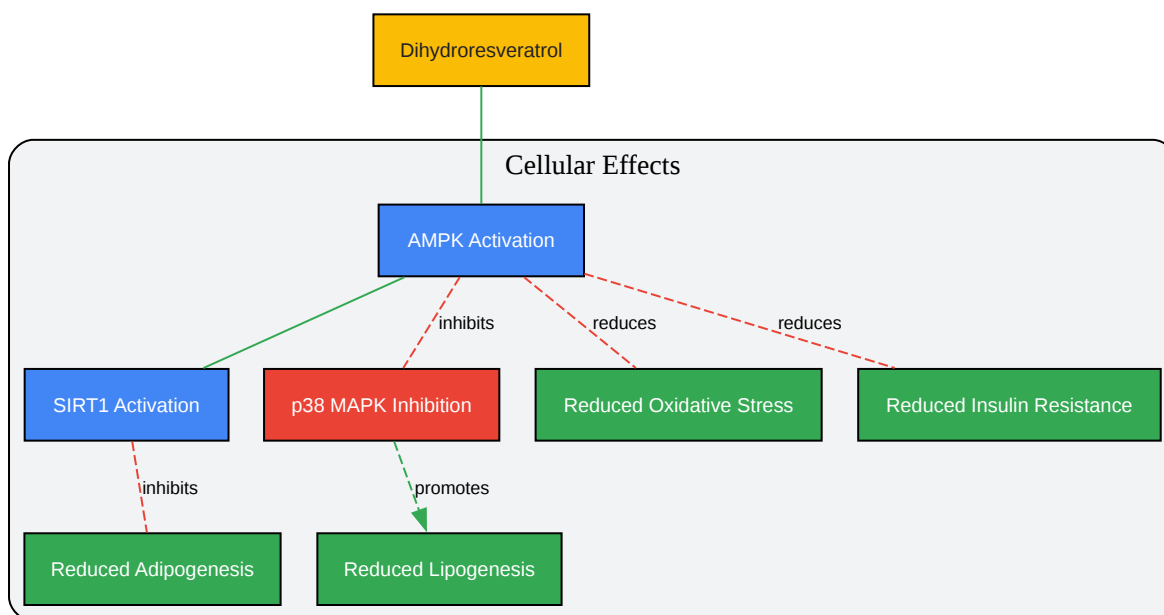 Dihydroresveratrol
Cellular Effects
AMPK Activation
inhibits
reduces
reduces
SIRT1 Activation
p38 MAPK Inhibition
Reduced Oxidative Stress
Reduced Insulin Resistance
inhibits
promotes
Reduced Adipogenesis
Reduced Lipogenesis